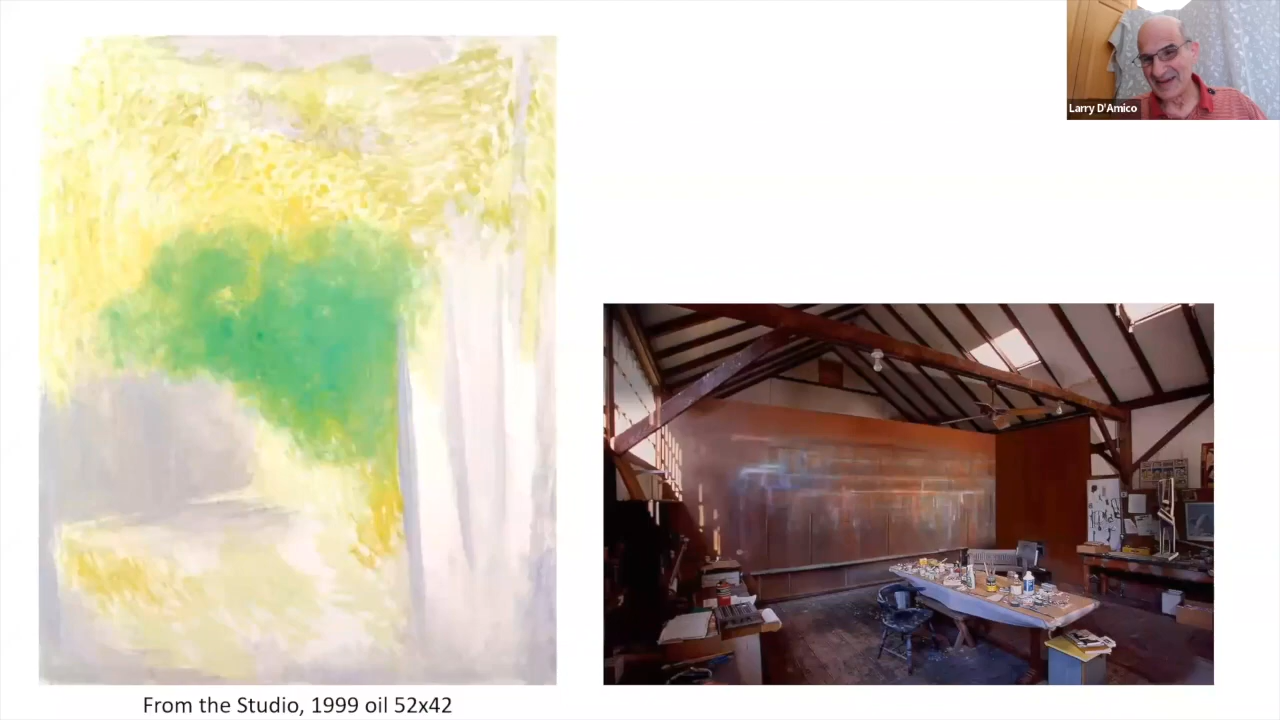 Larry D'Amico
From the Studio, 1999 oil 52x42